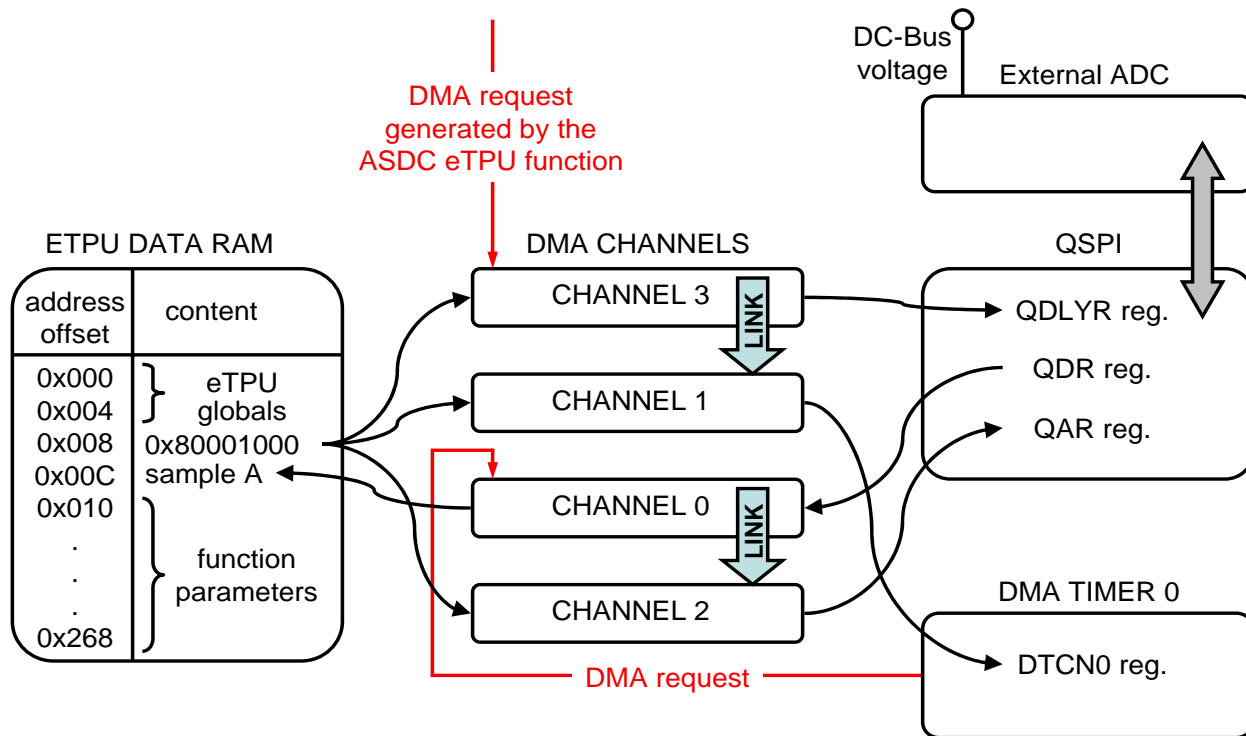 DC-Bus
voltage
External ADC
DMA request
generated by the
ASDC eTPU function
ETPU DATA RAM
DMA CHANNELS
QSPI
address
offset
content
0x000
0x004
0x008
0x00C
0x010
.
.
.
0x268
eTPU
globals
0x80001000
sample A
function
parameters
CHANNEL 3
LINK
CHANNEL 1
CHANNEL 0
LINK
CHANNEL 2
DMA request
QDLYR reg.
QDR reg.
QAR reg.
DMA TIMER 0
DTCN0 reg.